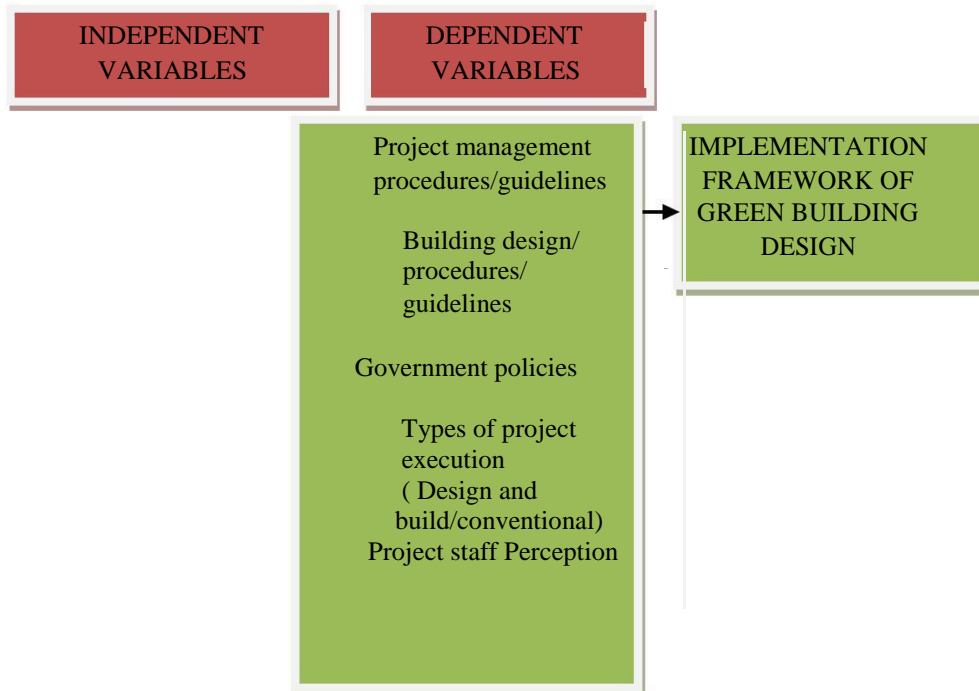 INDEPENDENT
VARIABLES
DEPENDENT
VARIABLES
Project management
procedures/guidelines
Building design/
procedures/
guidelines
Government policies
Types of project
execution
( Design and
build/conventional)
Project staff Perception
IMPLEMENTATION
FRAMEWORK OF
GREEN BUILDING
DESIGN